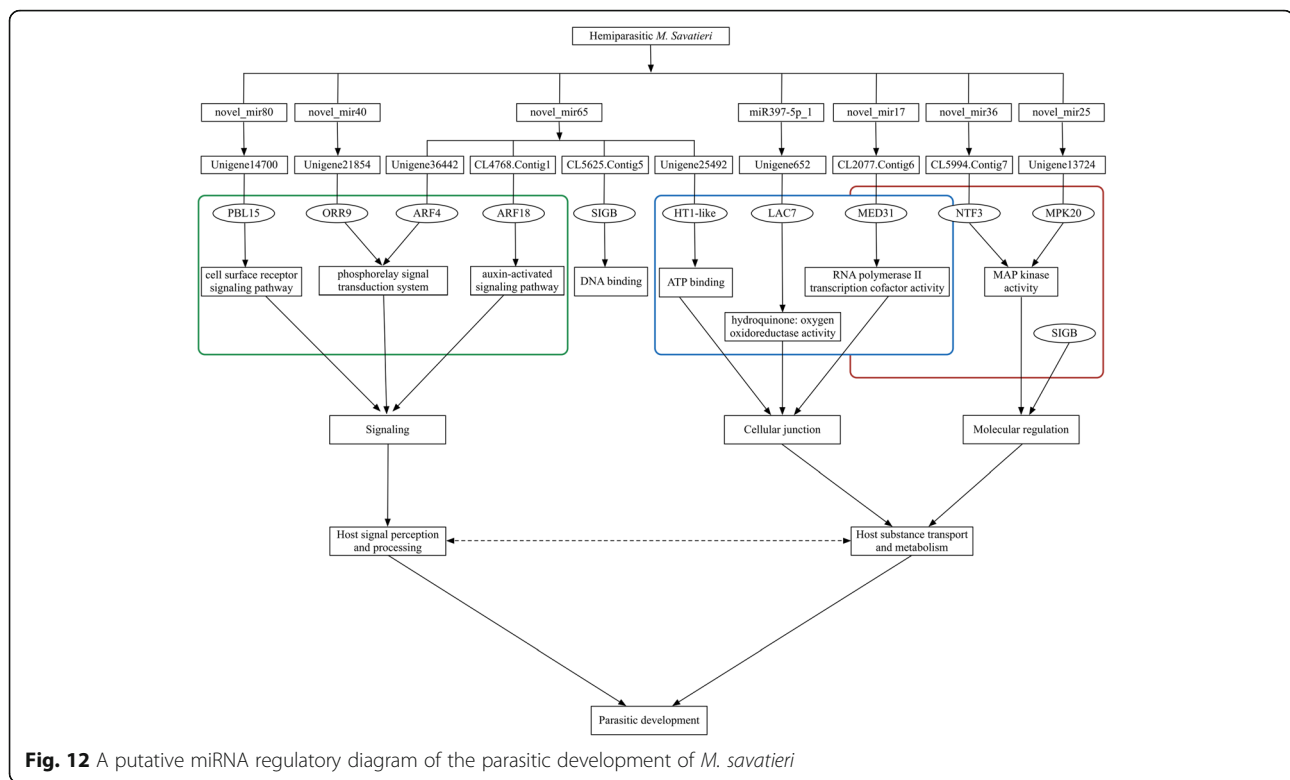 Hemiparasitic M. Savatieri
novel_mir80
novel_mir40
novel_mir65
miR397-5p_1
novel_mir17
novel_mir36
novel_mir25
Unigene14700
Unigene21854
Unigene36442
CL4768.Contig1
CL5625.Contig5
Unigene25492
Unigene652
CL2077.Contig6
CL5994.Contig7
Unigene13724
PBL15
ORR9
ARF4
ARF18
SIGB
HT1-like
LAC7
MED31
NTF3
MPK20
cell surface receptor
signaling pathway
phosphorelay signal
transduction system
auxin-activated
signaling pathway
DNA binding
ATP binding
RNA polymerase II
transcription cofactor activity
MAP kinase
activity
hydroquinone: oxygen
oxidoreductase activity
SIGB
Signaling
Cellular junction
Molecular regulation
Host signal perception
and processing
Host substance transport
and metabolism
Parasitic development
Fig. 12 A putative miRNA regulatory diagram of the parasitic development of M. savatieri